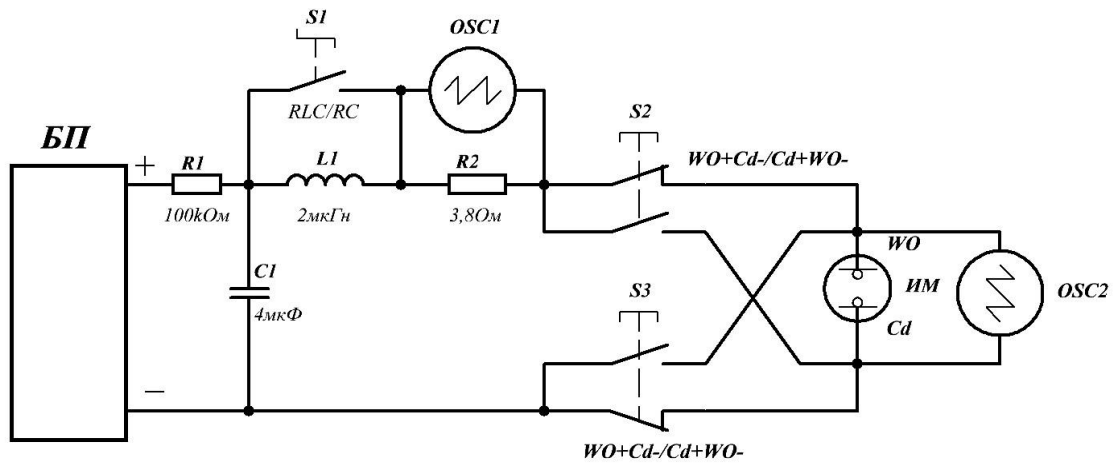 S1
OSC1
RLC/RC
БП
+
R1
L1
R2
S2
WO+Cd-/Cd+WO-
100kОм
2мкГн
3,8Ом
WO
C1
4мкФ
ИМ
OSC2
S3
Cd
−
WO+Cd-/Cd+WO-